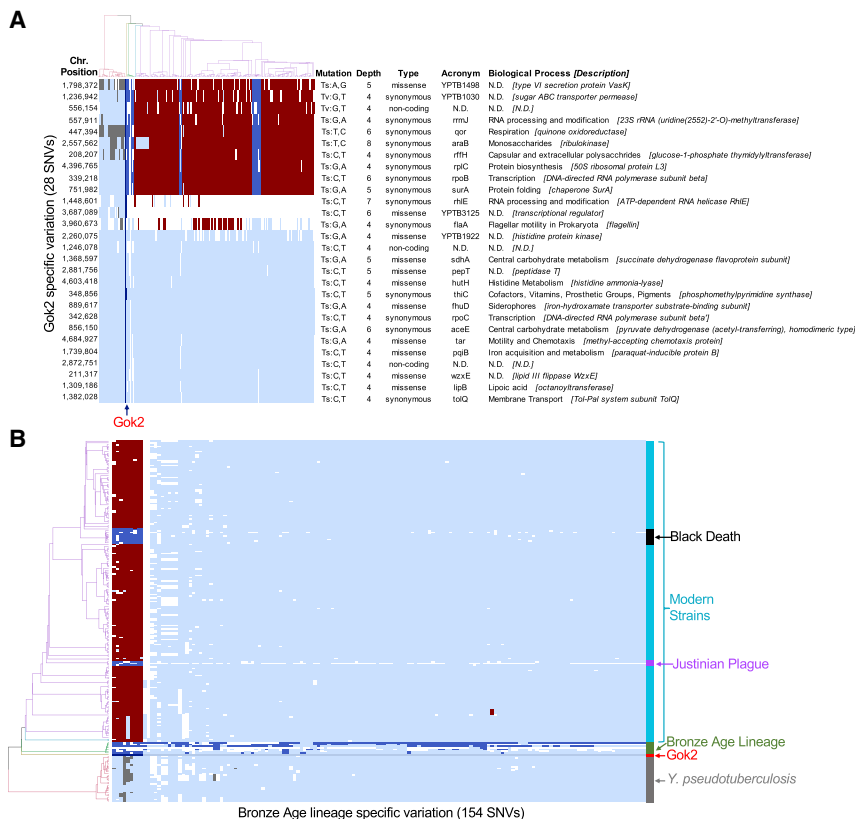 A
Chr.
Position Mutation Depth Type Acronym Biological Process [Description]
1,798,372 Ts:A,G 5 missense YPTB1498 N.D. [type VI secretion protein VasK]
1,236,942 Tv:G,T 4 synonymous YPTB1030 N.D. [sugar ABC transporter permease]
556,154 Tv:G,T 4 non-coding N.D. N.D. [N.D.]
557,911 Ts:G,A 4 synonymous rrmJ RNA processing and modification [23S rRNA (uridine(2552)-2'-O)-methyltransferase]
447,394 Ts:T,C 6 synonymous qor Respiration [quinone oxidoreductase]
2,557,562 Ts:T,C 8 synonymous araB Monosaccharides [ribulokinase]
208,207 Ts:C,T 4 synonymous rffH Capsular and extracellular polysacchrides [glucose-1-phosphate thymidylyltransferase]
4,396,765 Ts:G,A 4 synonymous rplC Protein biosynthesis [50S ribosomal protein L3]
339,218 Ts:C,T 6 synonymous rpoB Transcription [DNA-directed RNA polymerase subunit beta]
751,982 Ts:G,A 5 synonymous surA Protein folding [chaperone SurA]
1,448,601 Ts:C,T 7 synonymous rhlE RNA processing and modification [ATP-dependent RNA helicase RhlE]
3,687,089 Ts:C,T 6 missense YPTB3125 N.D. [transcriptional regulator]
3,960,673 Ts:G,A 4 synonymous flaA Flagellar motility in Prokaryota [flagellin]
2,260,075 Ts:G,A 4 missense YPTB1922 N.D. [histidine protein kinase]
1,246,078 Ts:C,T 4 non-coding N.D. N.D. [N.D.]
1,368,597 Ts:G,A 5 missense sdhA Central carbohydrate metabolism [succinate dehydrogenase flavoprotein subunit]
2,881,756 Ts:C,T 5 missense pepT N.D. [peptidase T]
4,603,418 Ts:C,T 4 missense hutH Histidine Metabolism [histidine ammonia-lyase]
348,856 Ts:C,T 5 synonymous thiC Cofactors, Vitamins, Prosthetic Groups, Pigments [phosphomethylpyrimidine synthase]
889,617 Ts:G,A 4 missense fhuD Siderophores [iron-hydroxamate transporter substrate-binding subunit]
342,628 Ts:C,T 4 synonymous rpoC Transcription [DNA-directed RNA polymerase subunit beta']
856,150 Ts:G,A 6 synonymous aceE Central carbohydrate metabolism [pyruvate dehydrogenase (acetyl-transferring), homodimeric type]
4,684,927 Ts:G,A 4 missense tar Motility and Chemotaxis [methyl-accepting chemotaxis protein]
1,739,804 Ts:C,T 4 missense pqiB Iron acquisition and metabolism [paraquat-inducible protein B]
2,872,751 Ts:C,T 4 non-coding N.D. N.D. [N.D.]
211,317 Ts:C,T 4 missense wzxE N.D. [lipid III flippase WzxE]
1,309,186 Ts:C,T 4 missense lipB Lipoic acid [octanoyltransferase]
1,382,028 Ts:C,T 4 synonymous tolQ Membrane Transport [Tol-Pal system subunit TolQ]
Gok2 specific variation (28 SNVs)
Gok2
B
Black Death
Modern
Strains
Justinian Plague
Bronze Age Lineage
Gok2
Y. pseudotuberculosis
Bronze Age lineage specific variation (154 SNVs)